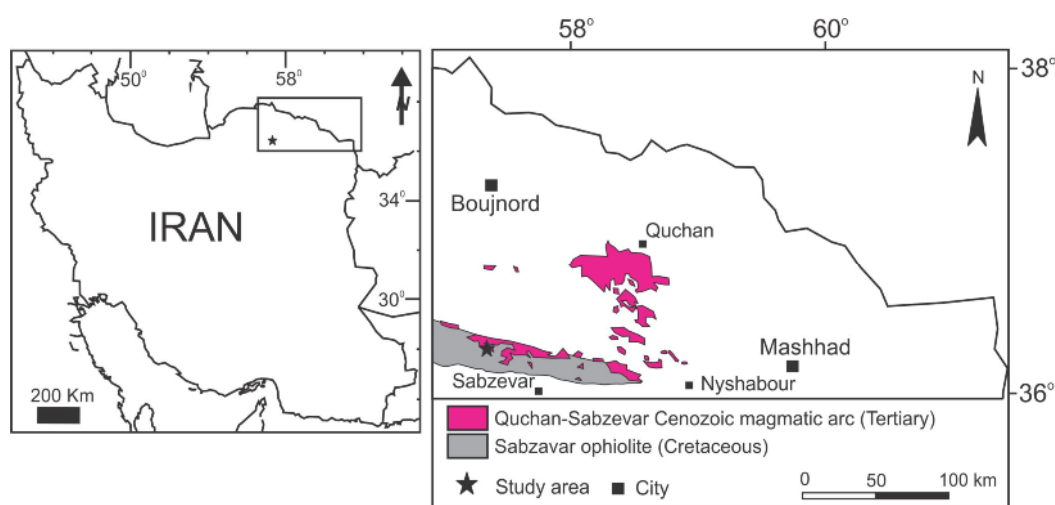 50°
58°
N
34°
IRAN
30°
200 Km
58°
60°
38°
N
Boujnord
Quchan
Mashhad
Sabzevar
Nyshabour
36°
Quchan-Sabzevar Cenozoic magmatic arc (Tertiary)
Sabzavar ophiolite (Cretaceous)
Study area
City
0 50 100 km